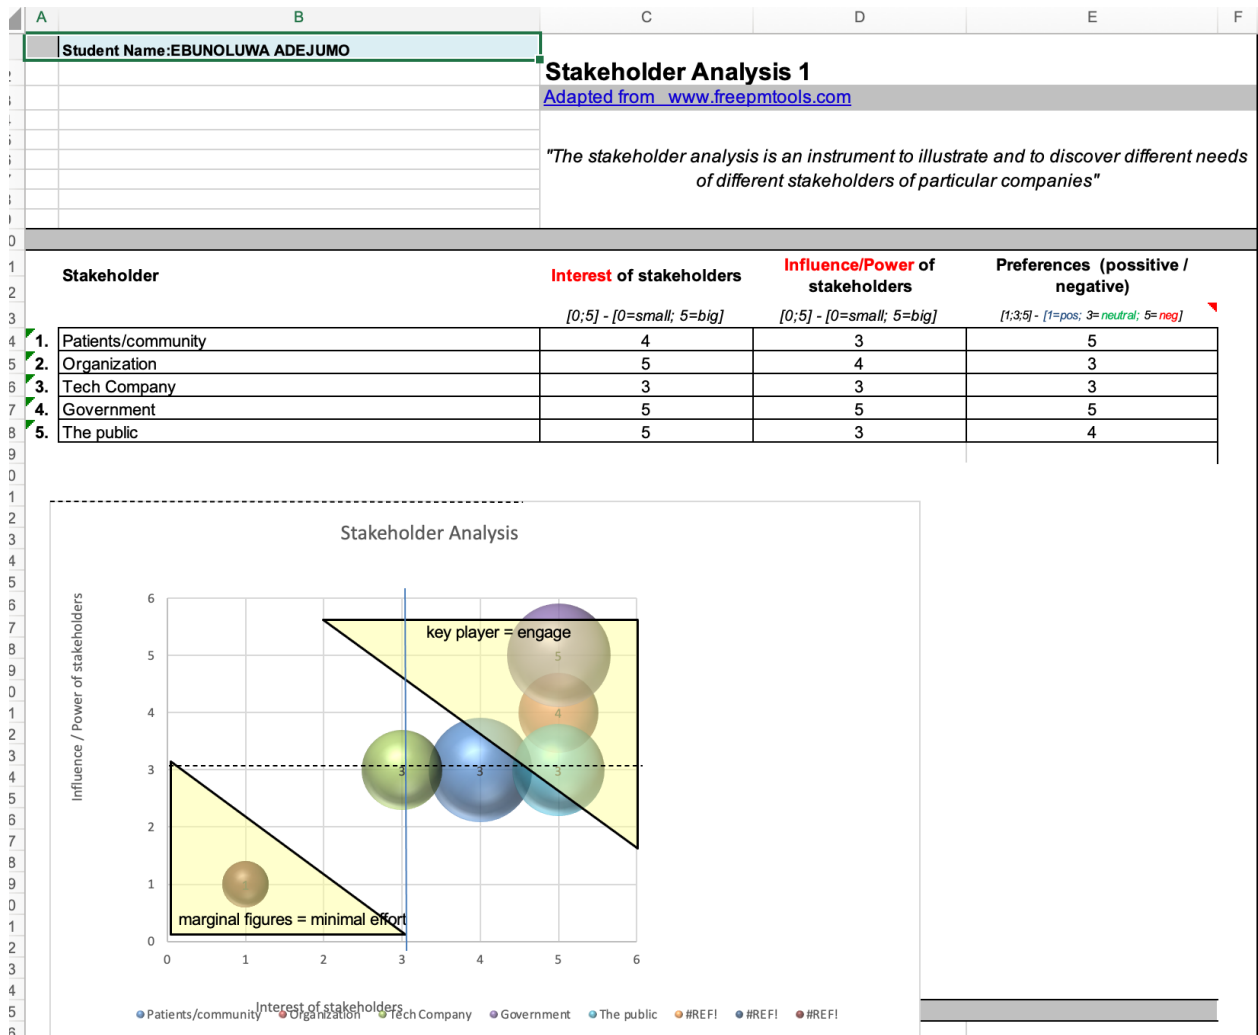 A B C D E F
Student Name:EBUNOLUWA ADEJUMO
Stakeholder Analysis 1
Adapted from www.freepmtools.com
"The stakeholder analysis is an instrument to illustrate and to discover different needs
of different stakeholders of particular companies"
Stakeholder
Interest of stakeholders
Influence/Power of
stakeholders
Preferences (possitive /
negative)
[0;5] - [0=small; 5=big]
[0;5] - [0=small; 5=big]
[1;3;5] - [1=pos; 3= neutral; 5= neg]
1. Patients/community 4 3 5
2. Organization 5 4 3
3. Tech Company 3 3 3
4. Government 5 5 5
5. The public 5 3 4
Stakeholder Analysis
Influence / Power of stakeholders
6
5
4
3
2
1
0
key player = engage
5
4
3 3 3
marginal figures = minimal effort
0 1 2 3 4 5 6
Interest of stakeholders
Patients/community Organization Tech Company Government The public #REF! #REF! #REF!